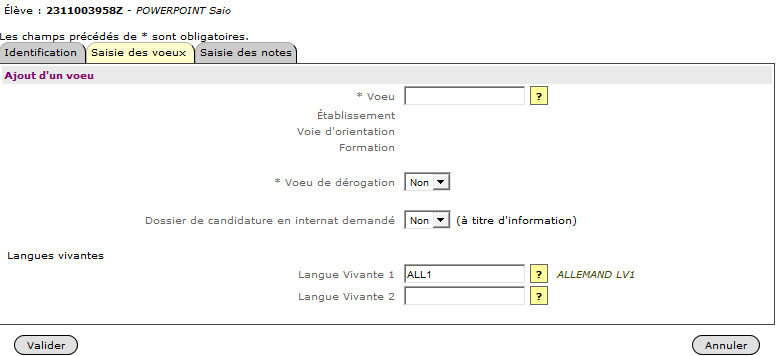 Élève : 2311003958Z - POWERPOINT Saio
Les champs précédés de * sont obligatoires.
Identification Saisie des voeux Saisie des notes
Ajout d'un voeu
* Voeu ?
Établissement
Voie d'orientation
Formation
* Voeu de dérogation Non
Dossier de candidature en internat demandé Non (à titre d'information)
Langues vivantes
Langue Vivante 1 ALL1 ? ALLEMAND LV1
Langue Vivante 2 ?
Valider Annuler